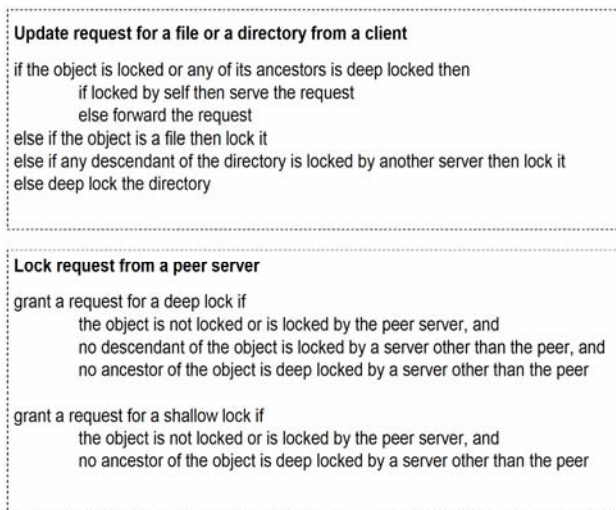 Update request for a file or a directory from a client
if the object is locked or any of its ancestors is deep locked then
if locked by self then serve the request
else forward the request
else if the object is a file then lock it
else if any descendant of the directory is locked by another server then lock it
else deep lock the directory
Lock request from a peer server
grant a request for a deep lock if
the object is not locked or is locked by the peer server, and
no descendant of the object is locked by a server other than the peer, and
no ancestor of the object is deep locked by a server other than the peer
grant a request for a shallow lock if
the object is not locked or is locked by the peer server, and
no ancestor of the object is deep locked by a server other than the peer